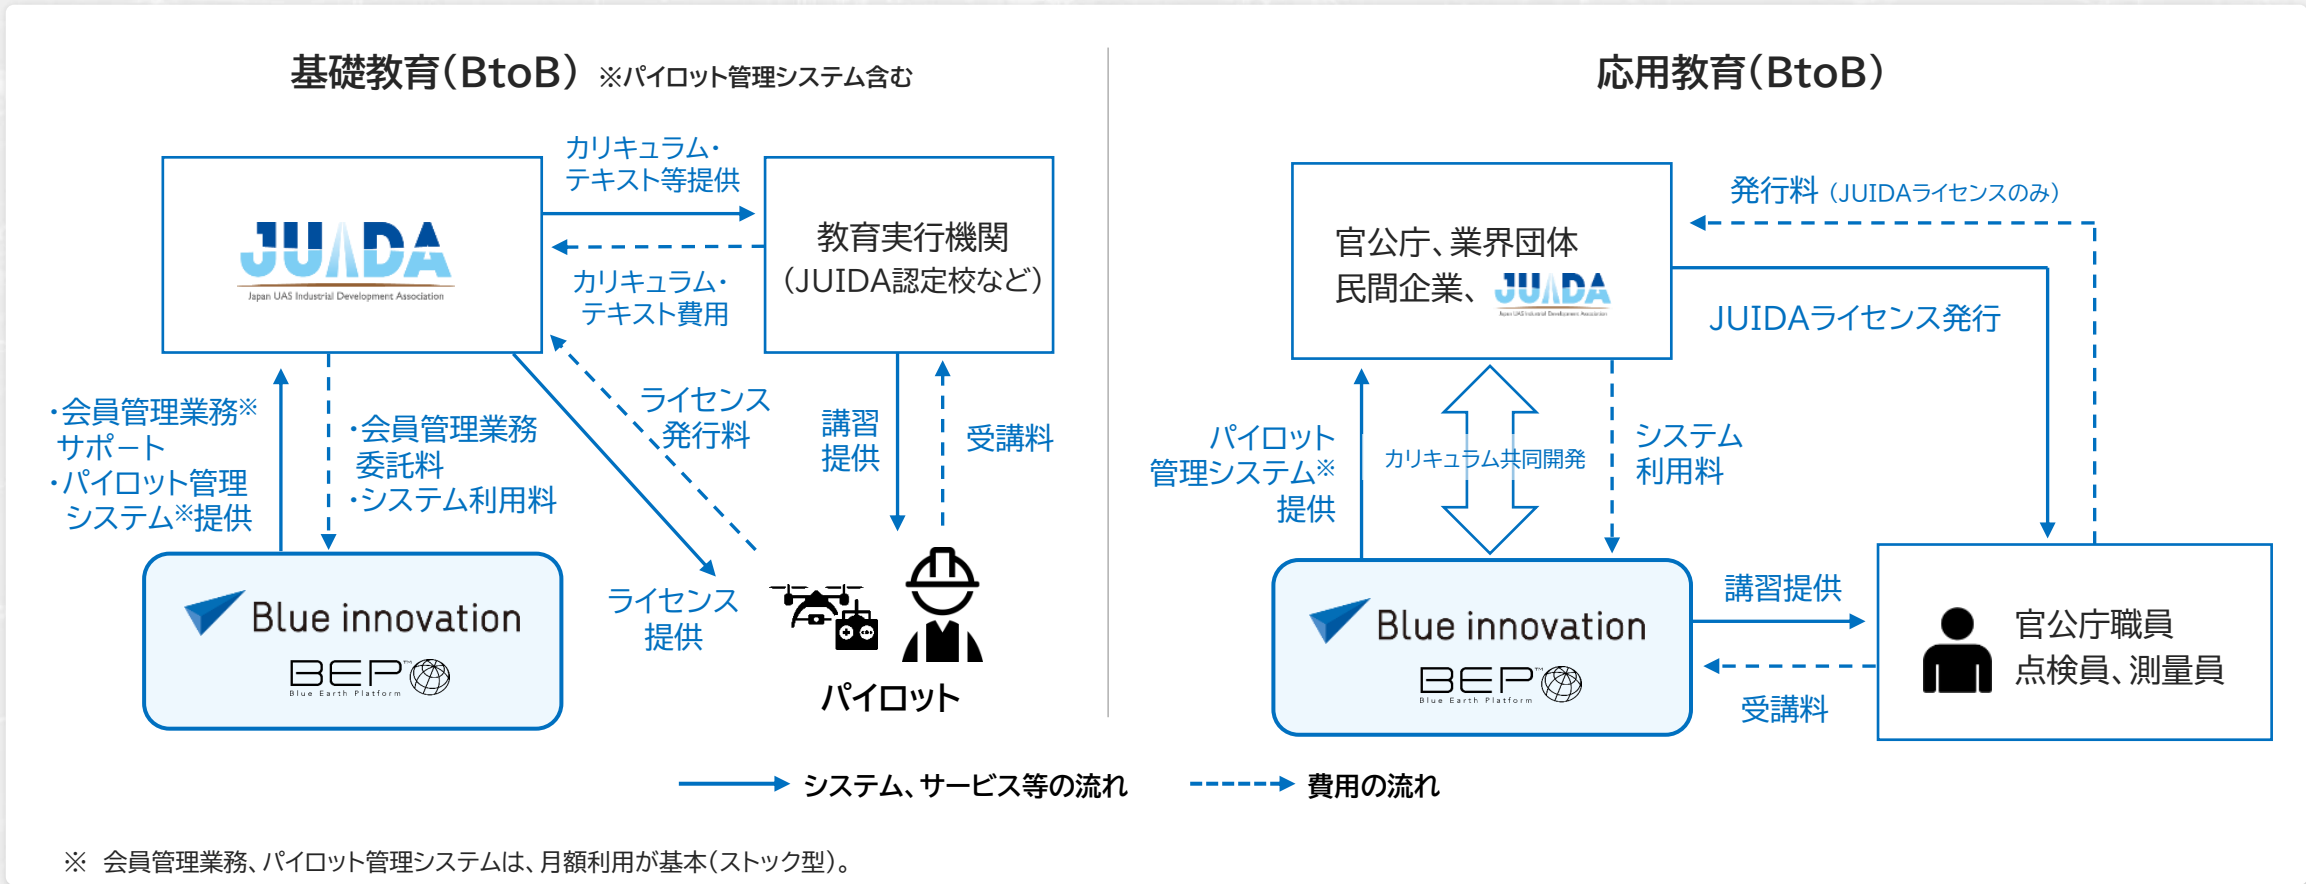 基礎教育(BtoB) ※パイロット管理システム含む
カリキュラム・
テキスト等提供
JUIDA
Japan UAS Industrial Development Association
教育実行機関
(JUIDA認定校など)
カリキュラム・
テキスト費用
・会員管理業務※
サポート
・パイロット管理
システム※提供
・会員管理業務
委託料
・システム利用料
ライセンス
発行料
講習
提供
受講料
ライセンス
提供
Blue innovation
BEP™
Blue Earth Platform
パイロット
応用教育(BtoB)
官公庁、業界団体
民間企業、JUIDA
Japan UAS Industrial Development Association
発行料(JUIDAライセンスのみ)
JUIDAライセンス発行
パイロット
管理システム※
提供
カリキュラム共同開発
システム
利用料
Blue innovation
BEP™
Blue Earth Platform
講習提供
受講料
官公庁職員
点検員、測量員
システム、サービス等の流れ
費用の流れ
※ 会員管理業務、パイロット管理システムは、月額利用が基本(ストック型)。